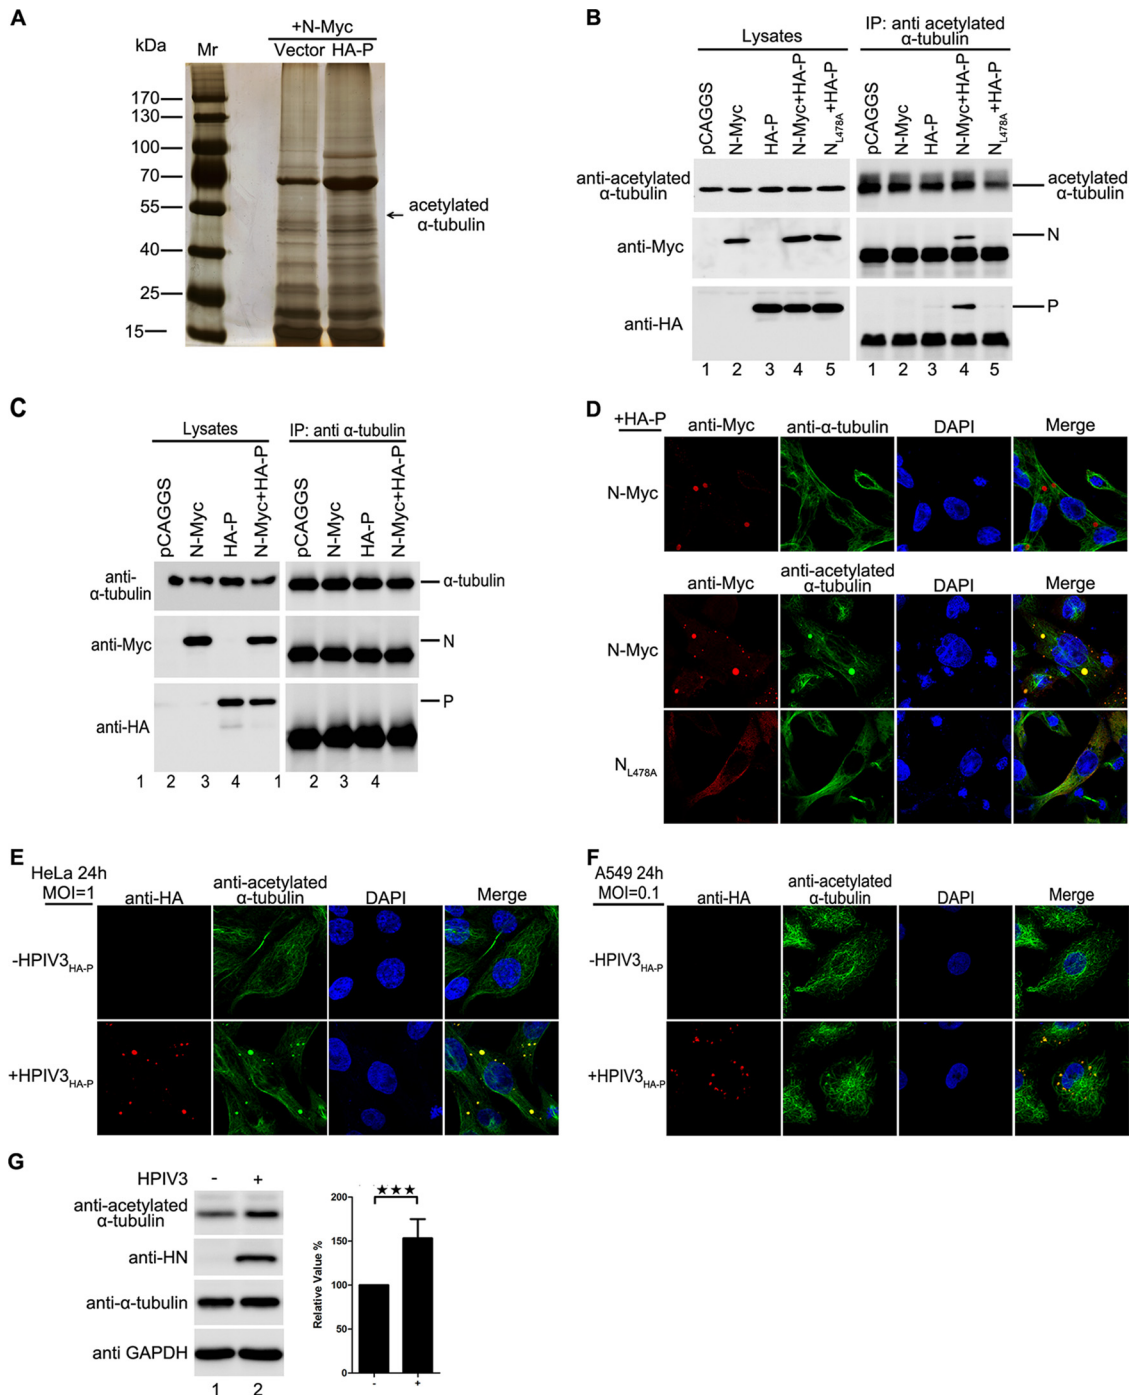 A
+N-Myc
kDa Mr Vector HA-P
170
130
100
70
55
40
25
15
acetylated
α-tubulin
B
Lysates
IP: anti acetylated
α-tubulin
pCAGGS
N-Myc
HA-P
N-Myc+HA-P
NL478A+HA-P
pCAGGS
N-Myc
HA-P
N-Myc+HA-P
NL478A+HA-P
anti-acetylated
α-tubulin
acetylated
α-tubulin
anti-Myc
N
anti-HA
P
1 2 3 4 5 1 2 3 4 5
C
Lysates
IP: anti α-tubulin
pCAGGS
N-Myc
HA-P
N-Myc+HA-P
pCAGGS
N-Myc
HA-P
N-Myc+HA-P
anti-
α-tubulin
α-tubulin
anti-Myc
N
anti-HA
P
1 2 3 4 1 2 3 4
D
+HA-P
anti-Myc anti-α-tubulin DAPI Merge
N-Myc
anti-Myc
anti-acetylated
α-tubulin
DAPI Merge
N-Myc
NL478A
E
HeLa 24h
MOI=1
anti-HA
anti-acetylated
α-tubulin
DAPI Merge
-HPIV3HA-P
+HPIV3HA-P
F
A549 24h
MOI=0.1
anti-HA
anti-acetylated
α-tubulin
DAPI Merge
-HPIV3HA-P
+HPIV3HA-P
G
HPIV3 - +
anti-acetylated
α-tubulin
anti-HN
anti-α-tubulin
anti GAPDH
1 2
★★★
Relative Value %
200
150
100
50
0
- +